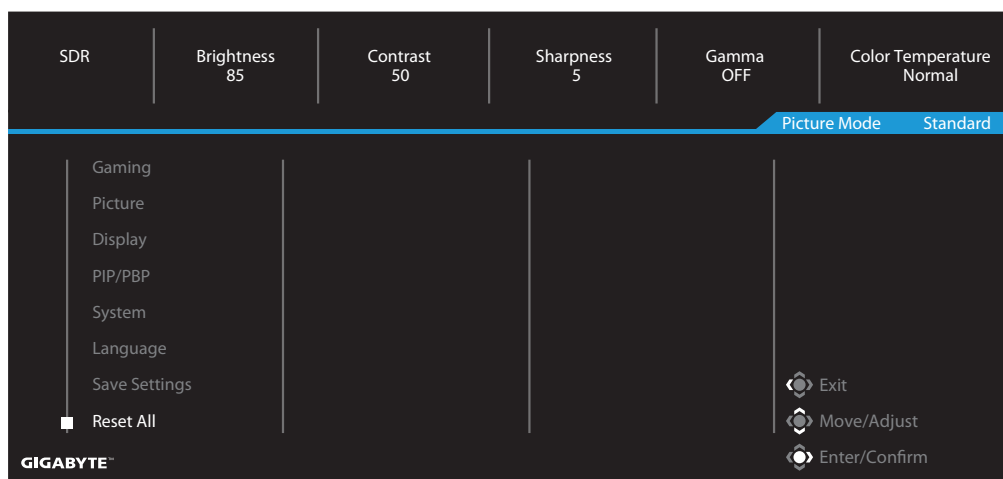 SDR
Brightness
85
Contrast
50
Sharpness
5
Gamma
OFF
Color Temperature
Normal
Picture Mode Standard
Gaming
Picture
Display
PIP/PBP
System
Language
Save Settings
Reset All
Exit
Move/Adjust
Enter/Confirm
GIGABYTE™